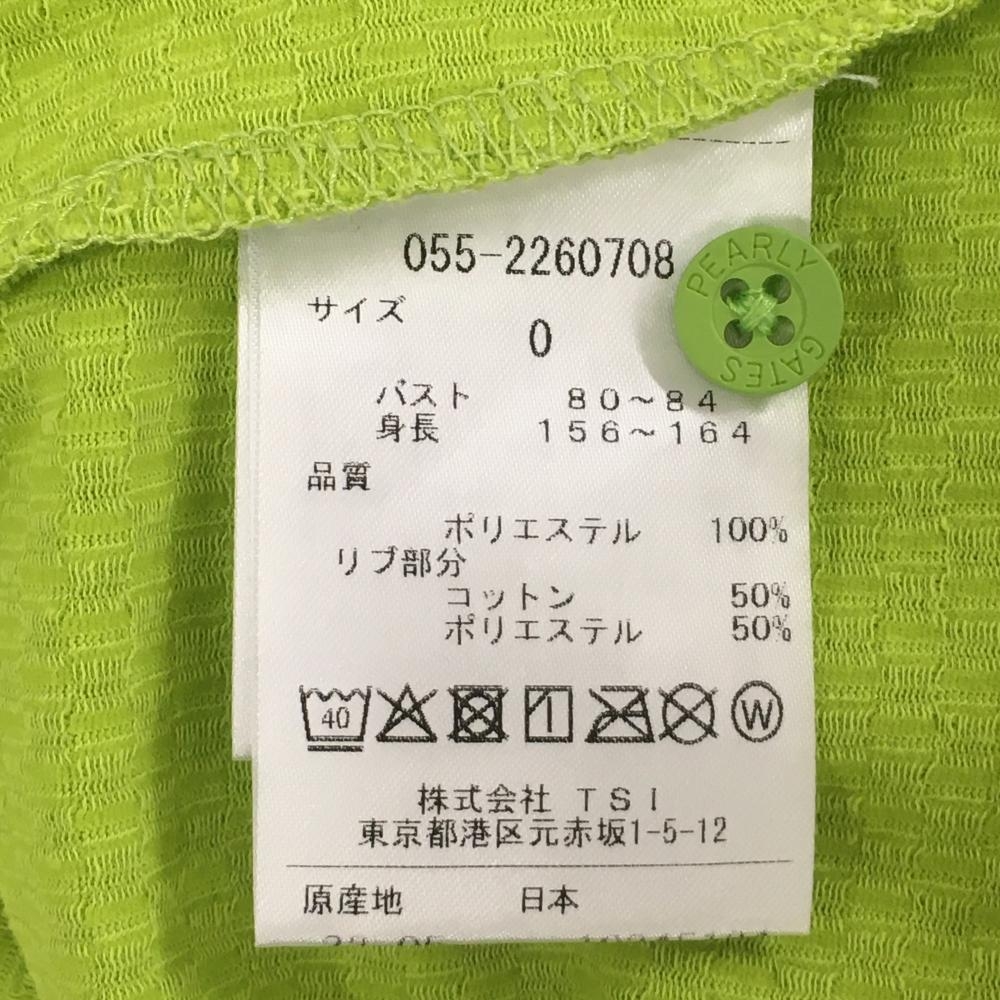 055-2260708
PEARLY GATES
サイズ
0
バスト 80~84
身長 156~164
品質
ポリエステル 100%
リブ部分
コットン 50%
ポリエステル 50%
40
W
株式会社 TSI
東京都港区元赤坂1-5-12
原産地 日本